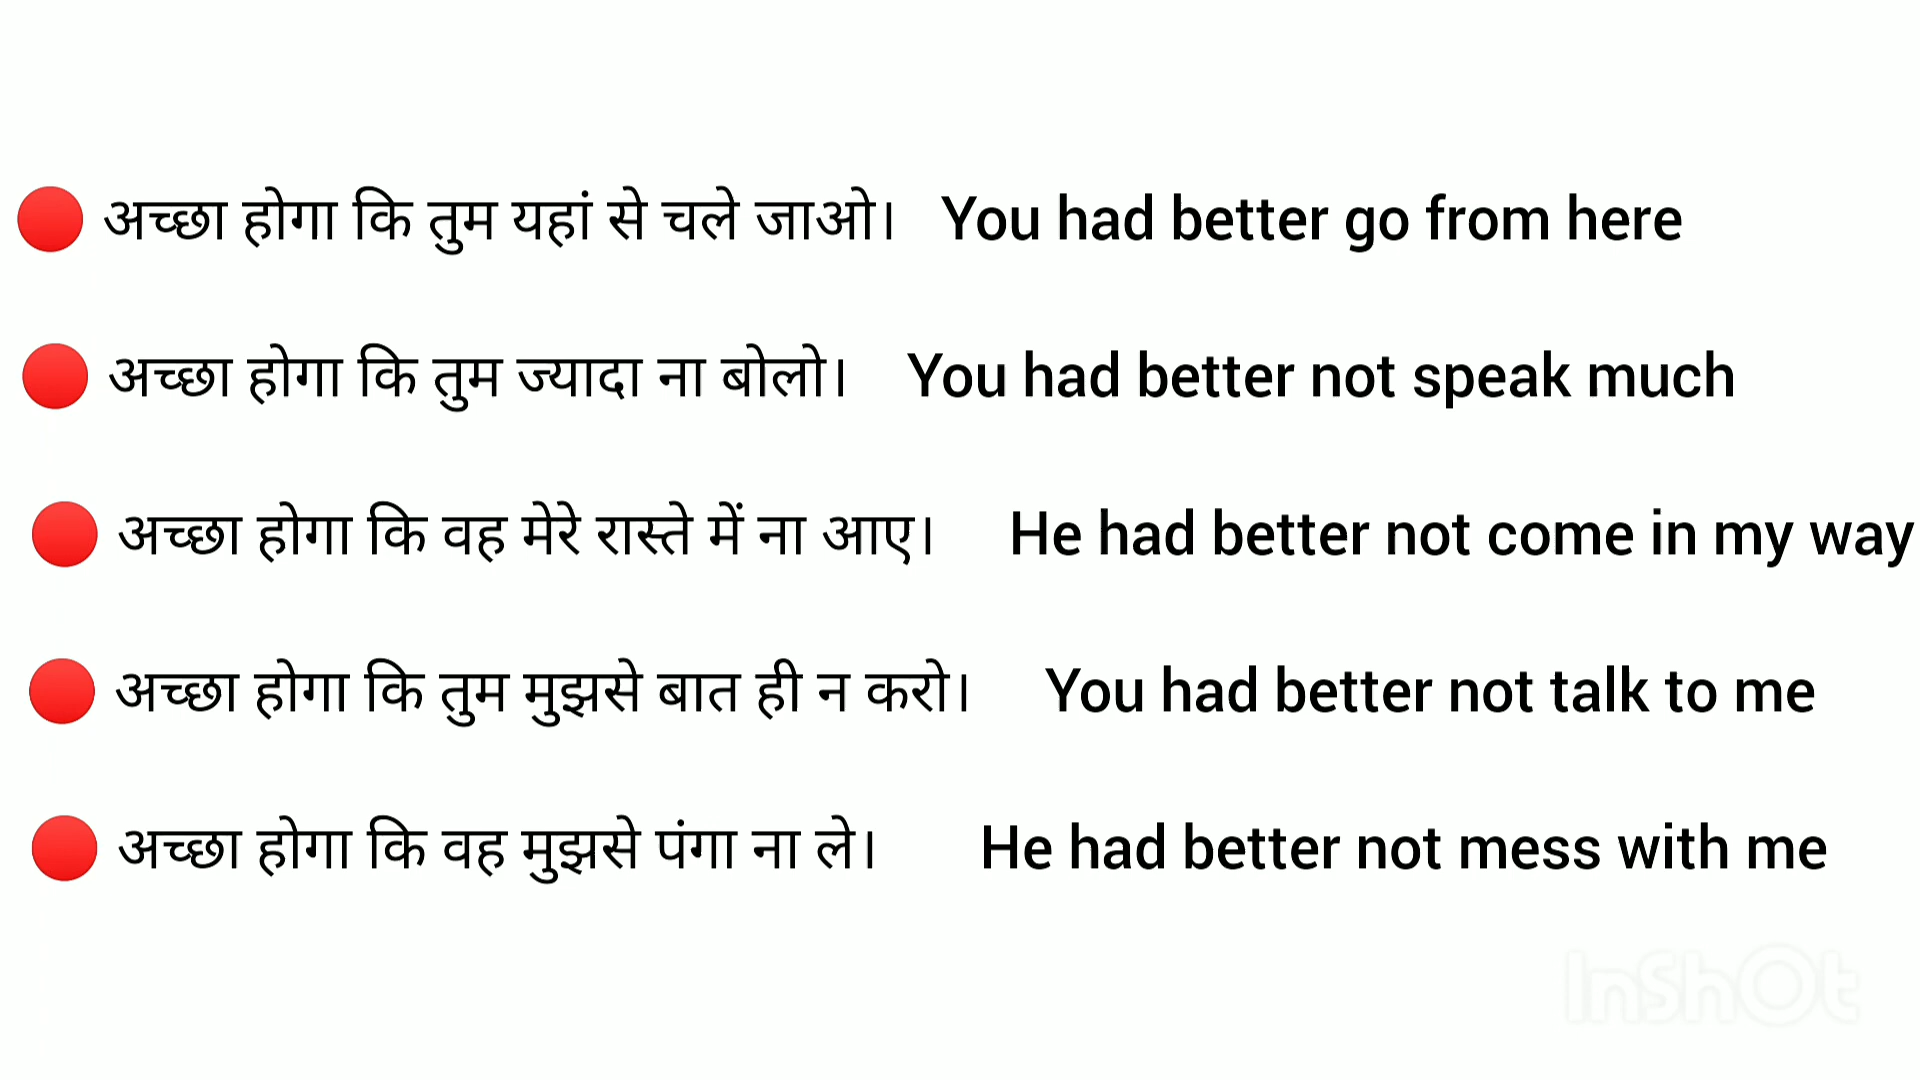 🔴 अच्छा होगा कि तुम यहां से चले जाओ। You had better go from here
🔴 अच्छा होगा कि तुम ज्यादा ना बोलो। You had better not speak much
🔴 अच्छा होगा कि वह मेरे रास्ते में ना आए। He had better not come in my way
🔴 अच्छा होगा कि तुम मुझसे बात ही न करो। You had better not talk to me
🔴 अच्छा होगा कि वह मुझसे पंगा ना ले। He had better not mess with me
InShOt